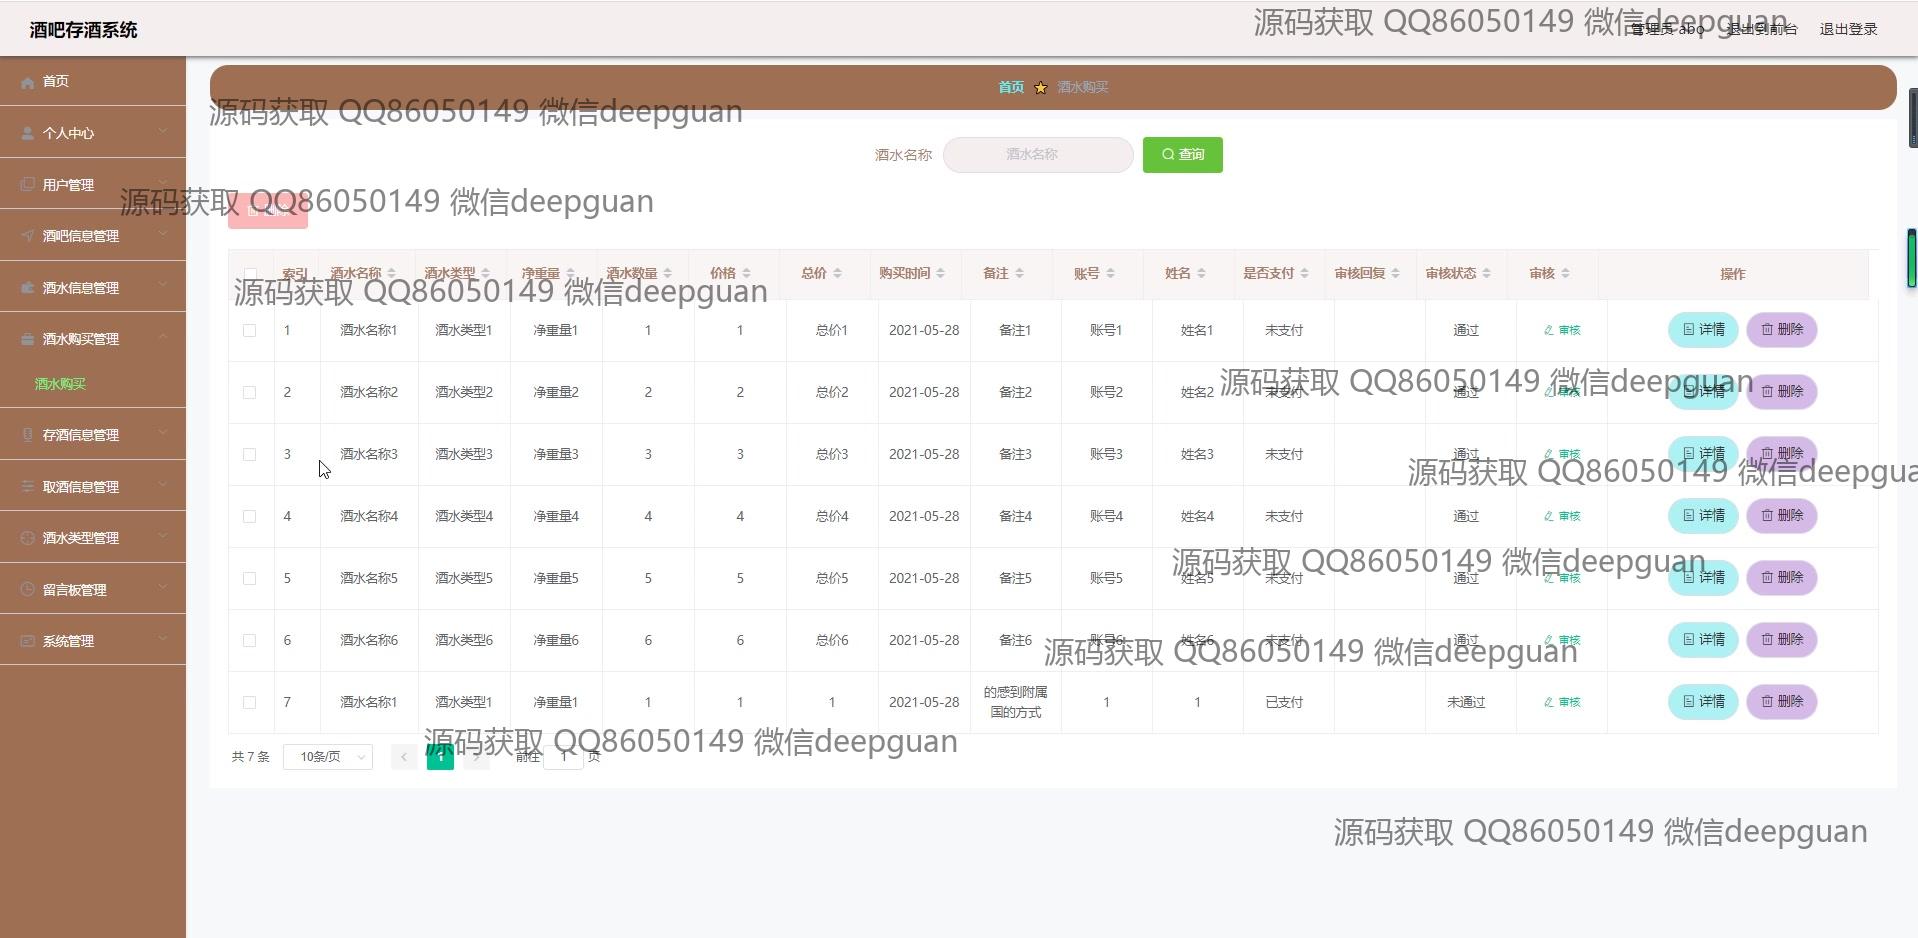 酒吧存酒系统
源码获取 QQ86050149 微信deepguan
管理员 abo 退出到前台 退出登录
首页
个人中心
用户管理
酒吧信息管理
酒水信息管理
酒水购买管理
酒水购买
存酒信息管理
取酒信息管理
酒水类型管理
留言板管理
系统管理
首页 酒水购买
源码获取 QQ86050149 微信deepguan
酒水名称 酒水名称 查询
源码获取 QQ86050149 微信deepguan
删除
索引 酒水名称 酒水类型 净重量 酒水数量 价格 总价 购买时间 备注 账号 姓名 是否支付 审核回复 审核状态 审核 操作
源码获取 QQ86050149 微信deepguan
1 酒水名称1 酒水类型1 净重量1 1 1 总价1 2021-05-28 备注1 账号1 姓名1 未支付 通过 审核 详情 删除
源码获取 QQ86050149 微信deepguan
2 酒水名称2 酒水类型2 净重量2 2 2 总价2 2021-05-28 备注2 账号2 姓名2 未支付 通过 审核 详情 删除
3 酒水名称3 酒水类型3 净重量3 3 3 总价3 2021-05-28 备注3 账号3 姓名3 未支付 通过 审核 详情 删除
源码获取 QQ86050149 微信deepgua
4 酒水名称4 酒水类型4 净重量4 4 4 总价4 2021-05-28 备注4 账号4 姓名4 未支付 通过 审核 详情 删除
源码获取 QQ86050149 微信deepguan
5 酒水名称5 酒水类型5 净重量5 5 5 总价5 2021-05-28 备注5 账号5 姓名5 未支付 通过 审核 详情 删除
6 酒水名称6 酒水类型6 净重量6 6 6 总价6 2021-05-28 备注6 账号6 姓名6 未支付 通过 审核 详情 删除
源码获取 QQ86050149 微信deepguan
7 酒水名称1 酒水类型1 净重量1 1 1 1 2021-05-28 的感到附属
国的方式 1 1 已支付 未通过 审核 详情 删除
源码获取 QQ86050149 微信deepguan
共 7 条 10条/页 1 前往 1 页
源码获取 QQ86050149 微信deepguan